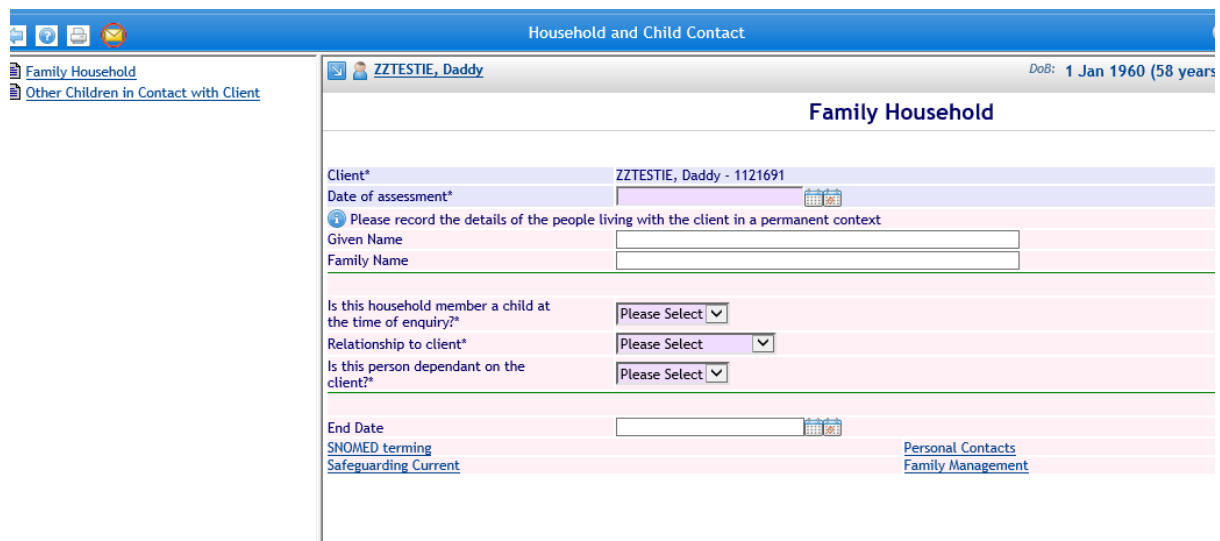 Household and Child Contact
Family Household
Other Children in Contact with Client
ZZTESTIE, Daddy DoB: 1 Jan 1960 (58 years
Family Household
Client* ZZTESTIE, Daddy - 1121691
Date of assessment*
Please record the details of the people living with the client in a permanent context
Given Name
Family Name
Is this household member a child at
the time of enquiry?* Please Select
Relationship to client* Please Select
Is this person dependant on the
client?* Please Select
End Date
SNOMED terming Personal Contacts
Safeguarding Current Family Management